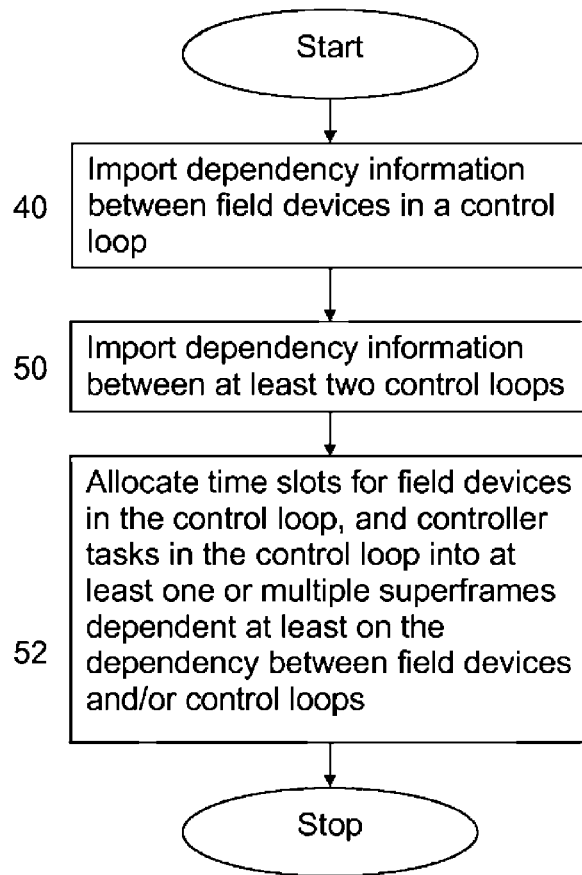 Start
Import dependency information
between field devices in a control
loop
40
Import dependency information
between at least two control loops
50
Allocate time slots for field devices
in the control loop, and controller
tasks in the control loop into at
least one or multiple superframes
dependent at least on the
dependency between field devices
and/or control loops
52
Stop